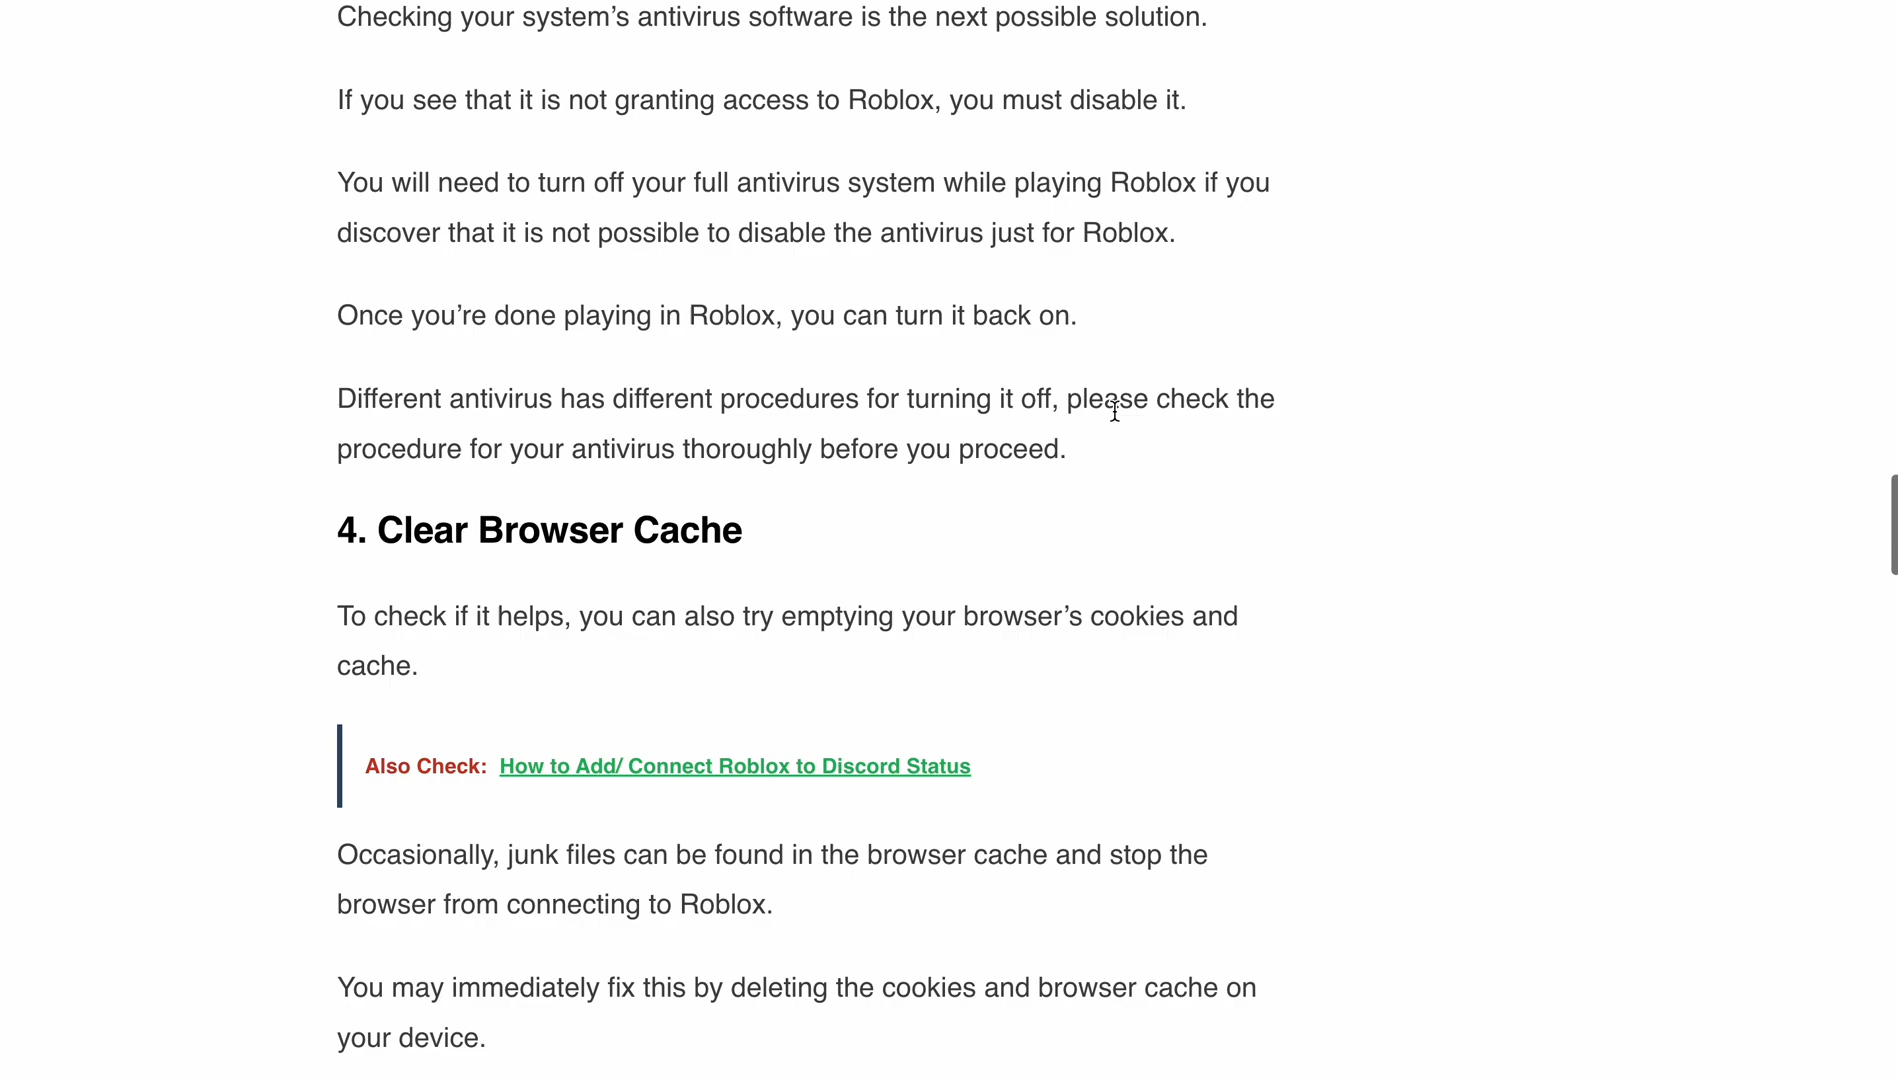 Checking your system’s antivirus software is the next possible solution.
If you see that it is not granting access to Roblox, you must disable it.
You will need to turn off your full antivirus system while playing Roblox if you
discover that it is not possible to disable the antivirus just for Roblox.
Once you’re done playing in Roblox, you can turn it back on.
Different antivirus has different procedures for turning it off, please check the
procedure for your antivirus thoroughly before you proceed.
4. Clear Browser Cache
To check if it helps, you can also try emptying your browser’s cookies and
cache.
Also Check: How to Add/ Connect Roblox to Discord Status
Occasionally, junk files can be found in the browser cache and stop the
browser from connecting to Roblox.
You may immediately fix this by deleting the cookies and browser cache on
your device.